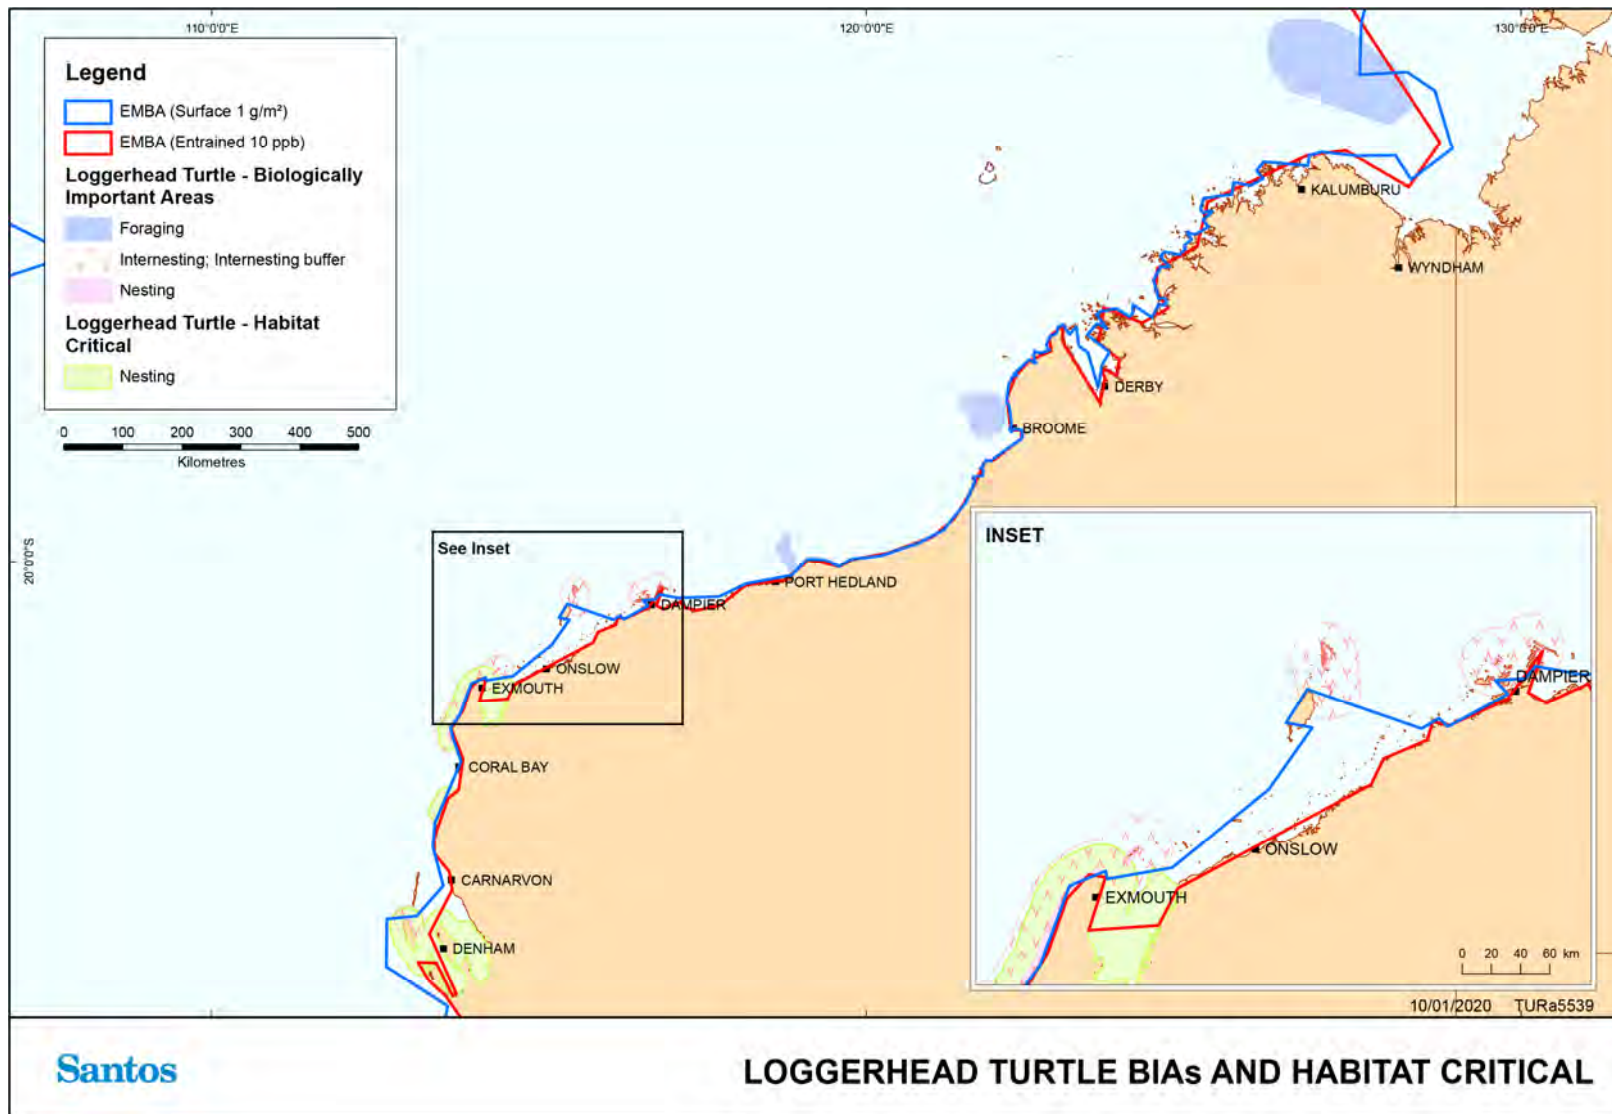 110°0'0"E
120°0'0"E
130°0'0"E
Legend
EMBA (Surface 1 g/m²)
EMBA (Entrained 10 ppb)
Loggerhead Turtle - Biologically
Important Areas
Foraging
Internesting; Internesting buffer
Nesting
Loggerhead Turtle - Habitat
Critical
Nesting
0 100 200 300 400 500
Kilometres
20°0'0"S
KALUMBURU
WYNDHAM
DERBY
BROOME
See Inset
PORT HEDLAND
DAMPIER
ONSLOW
EXMOUTH
CORAL BAY
CARNARVON
DENHAM
INSET
DAMPIER
ONSLOW
EXMOUTH
0 20 40 60 km
10/01/2020 TURa5539
Santos
LOGGERHEAD TURTLE BIAs AND HABITAT CRITICAL